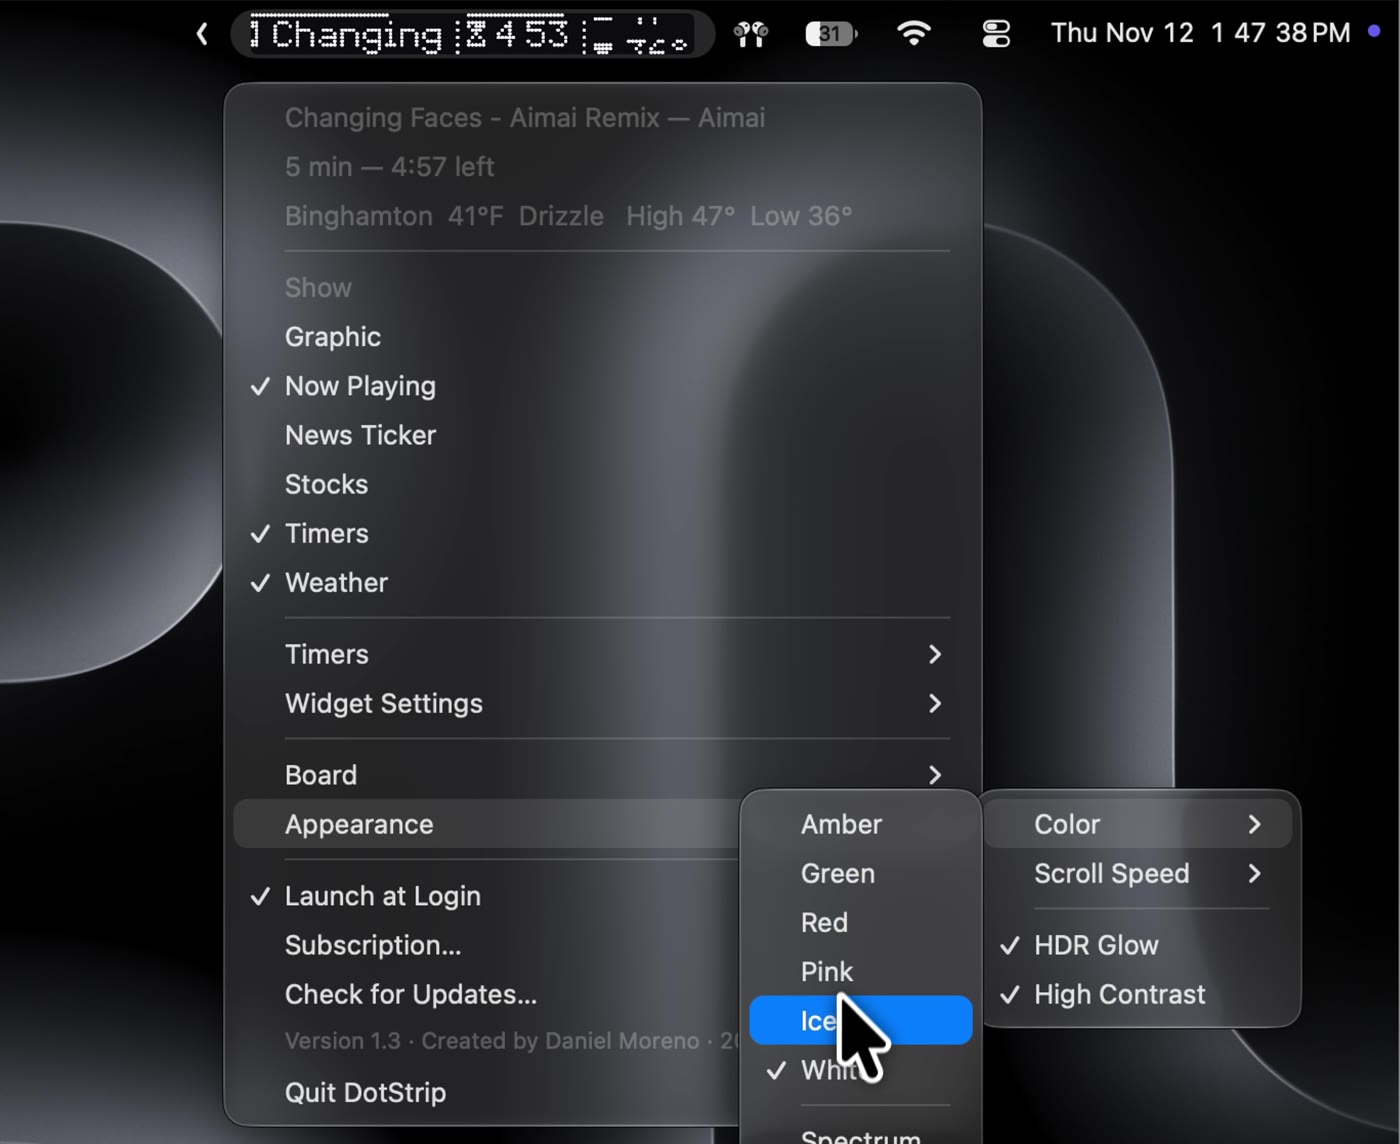 Changing 4 53
31
Thu Nov 12 1 47 38 PM
Changing Faces - Aimai Remix — Aimai
5 min — 4:57 left
Binghamton 41°F Drizzle High 47° Low 36°
Show
Graphic
✓ Now Playing
News Ticker
Stocks
✓ Timers
✓ Weather
Timers
Widget Settings
Board
Appearance
Amber
Color
Green
Scroll Speed
Red
✓ Launch at Login
Subscription...
Pink
✓ HDR Glow
Check for Updates...
Ice
✓ High Contrast
Version 1.3 · Created by Daniel Moreno ·
✓ White
Quit DotStrip
Spectrum